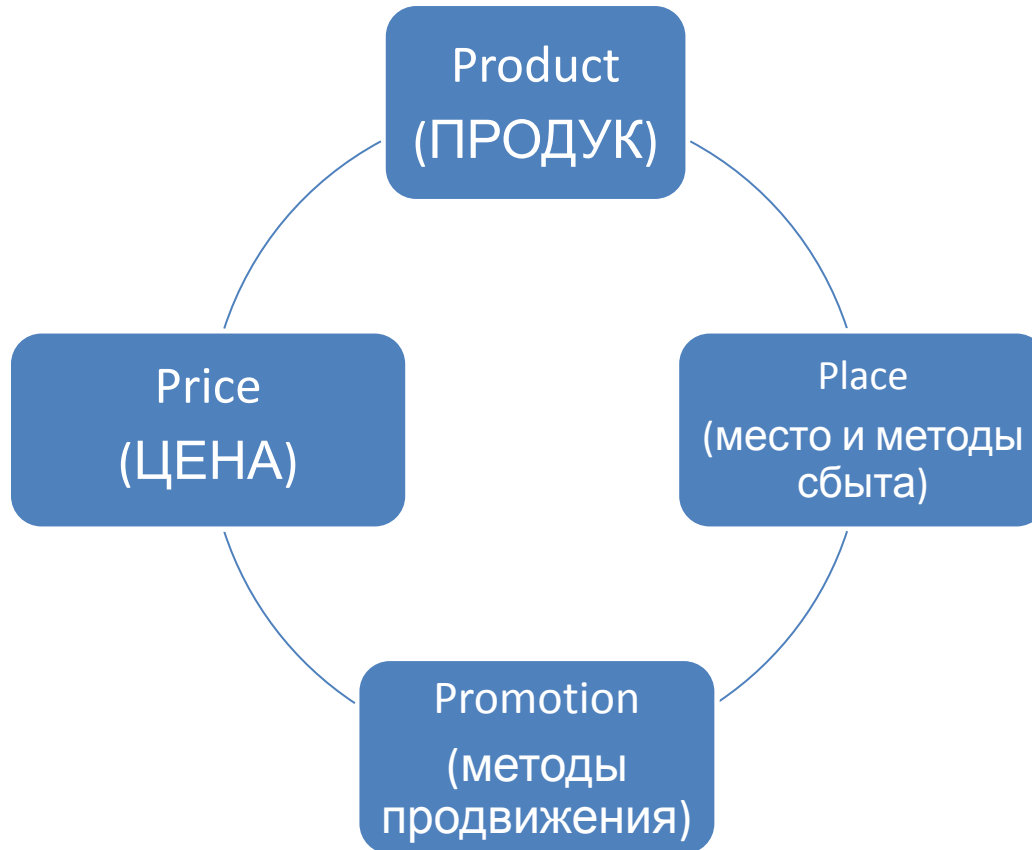 Product
(ПРОДУК)
Price
(ЦЕНА)
Place
(место и методы
сбыта)
Promotion
(методы
продвижения)